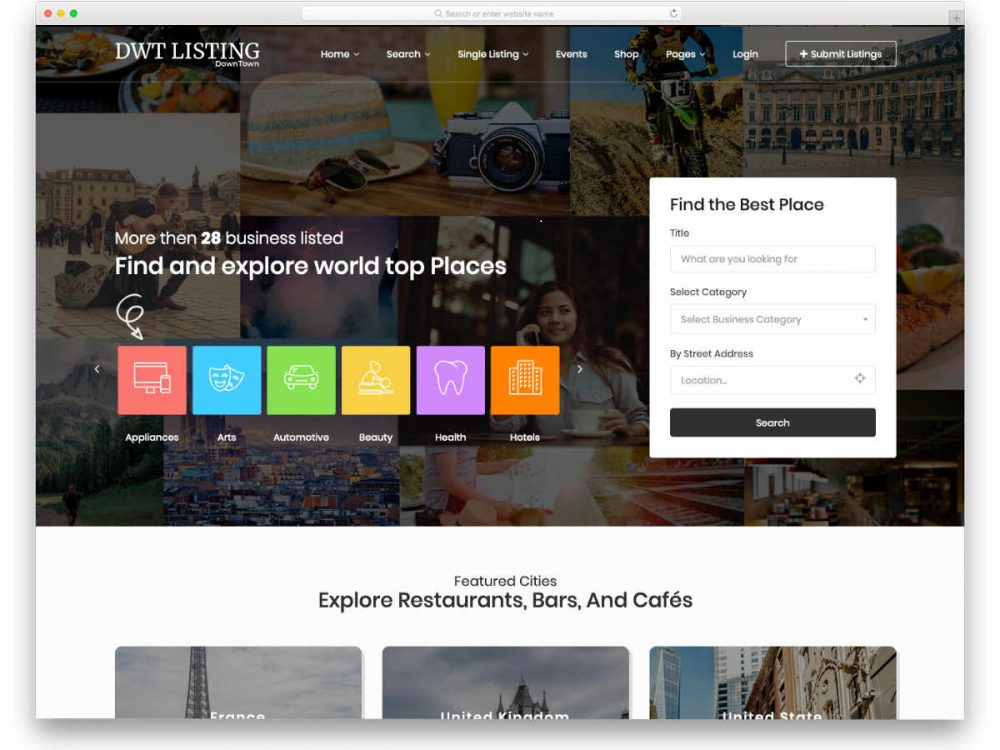 Search or enter website name
DWT LISTING
DownTown
Home
Search
Single Listing
Events
Shop
Pages
Login
+ Submit Listings
13
More then 28 business listed
Find and explore world top Places
Appliances
Arts
Automotive
Beauty
Health
Hotels
Find the Best Place
Title
What are you looking for
Select Category
Select Business Category
By Street Address
Location...
Search
Featured Cities
Explore Restaurants, Bars, And Cafés
France
United Kingdom
United State